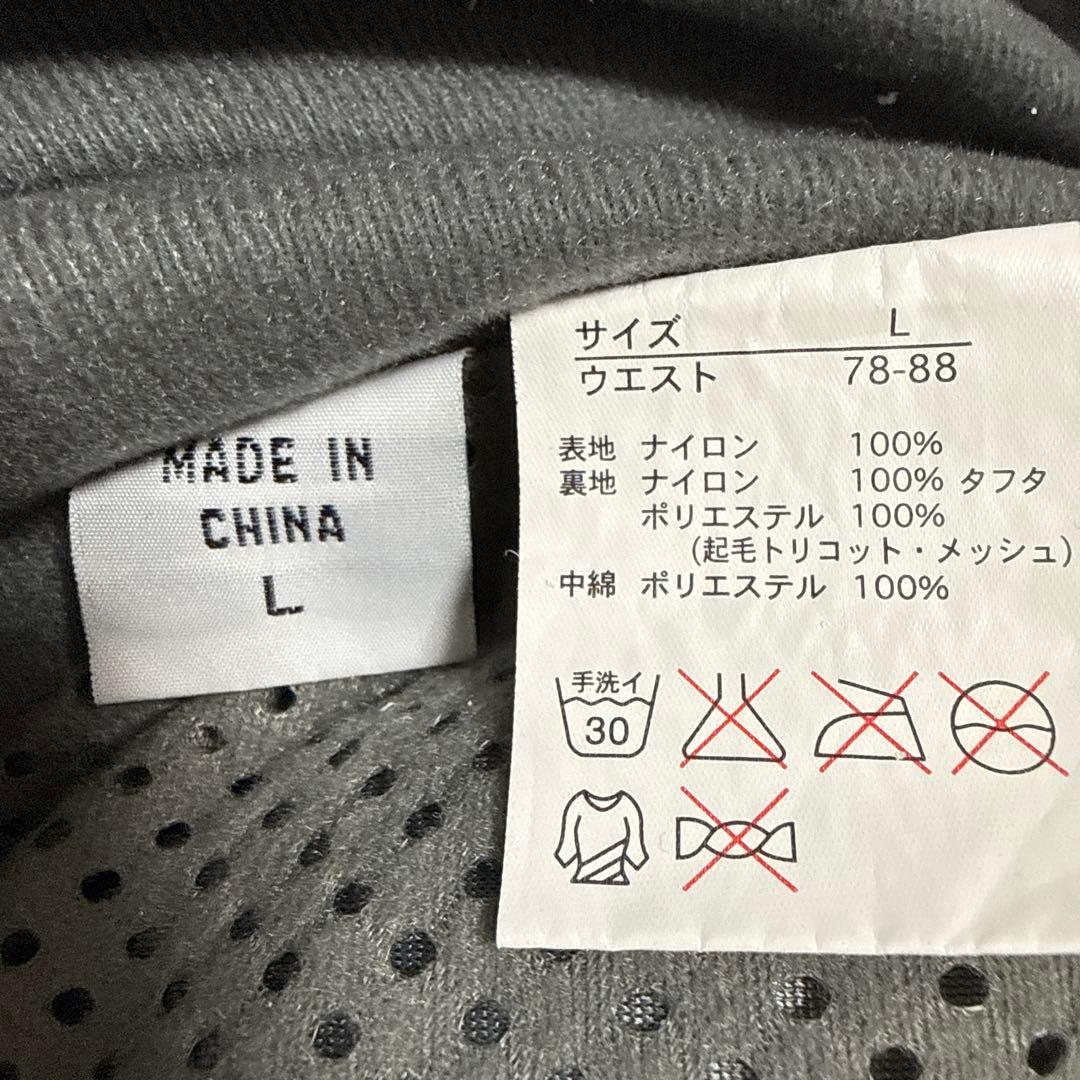 MADE IN
CHINA
L
サイズ L
ウエスト 78-88
表地 ナイロン 100%
裏地 ナイロン 100% タフタ
ポリエステル 100%
(起毛トリコット・メッシュ)
中綿 ポリエステル 100%
手洗イ
30